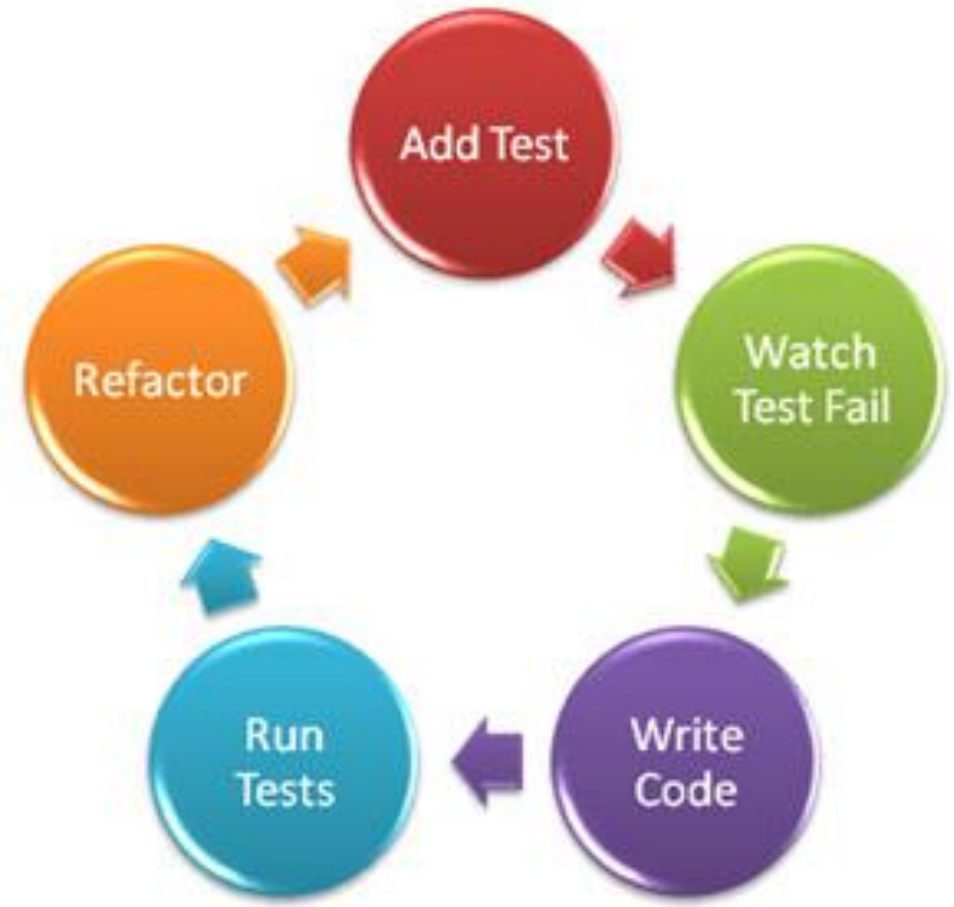 Add Test
Watch
Test Fail
Write
Code
Run
Tests
Refactor